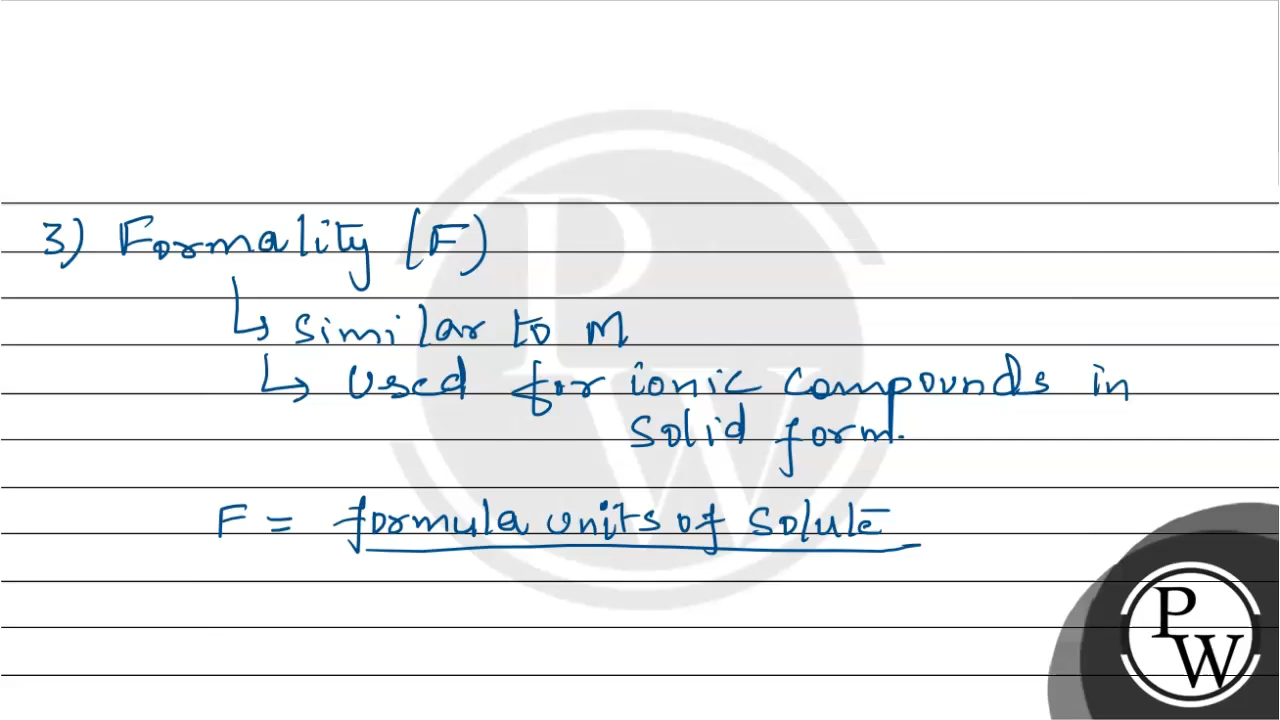 3) Formality (F)
↳ similar to M
↳ used for ionic compounds in
solid form.
F = formula units of solute
P
W
P
W